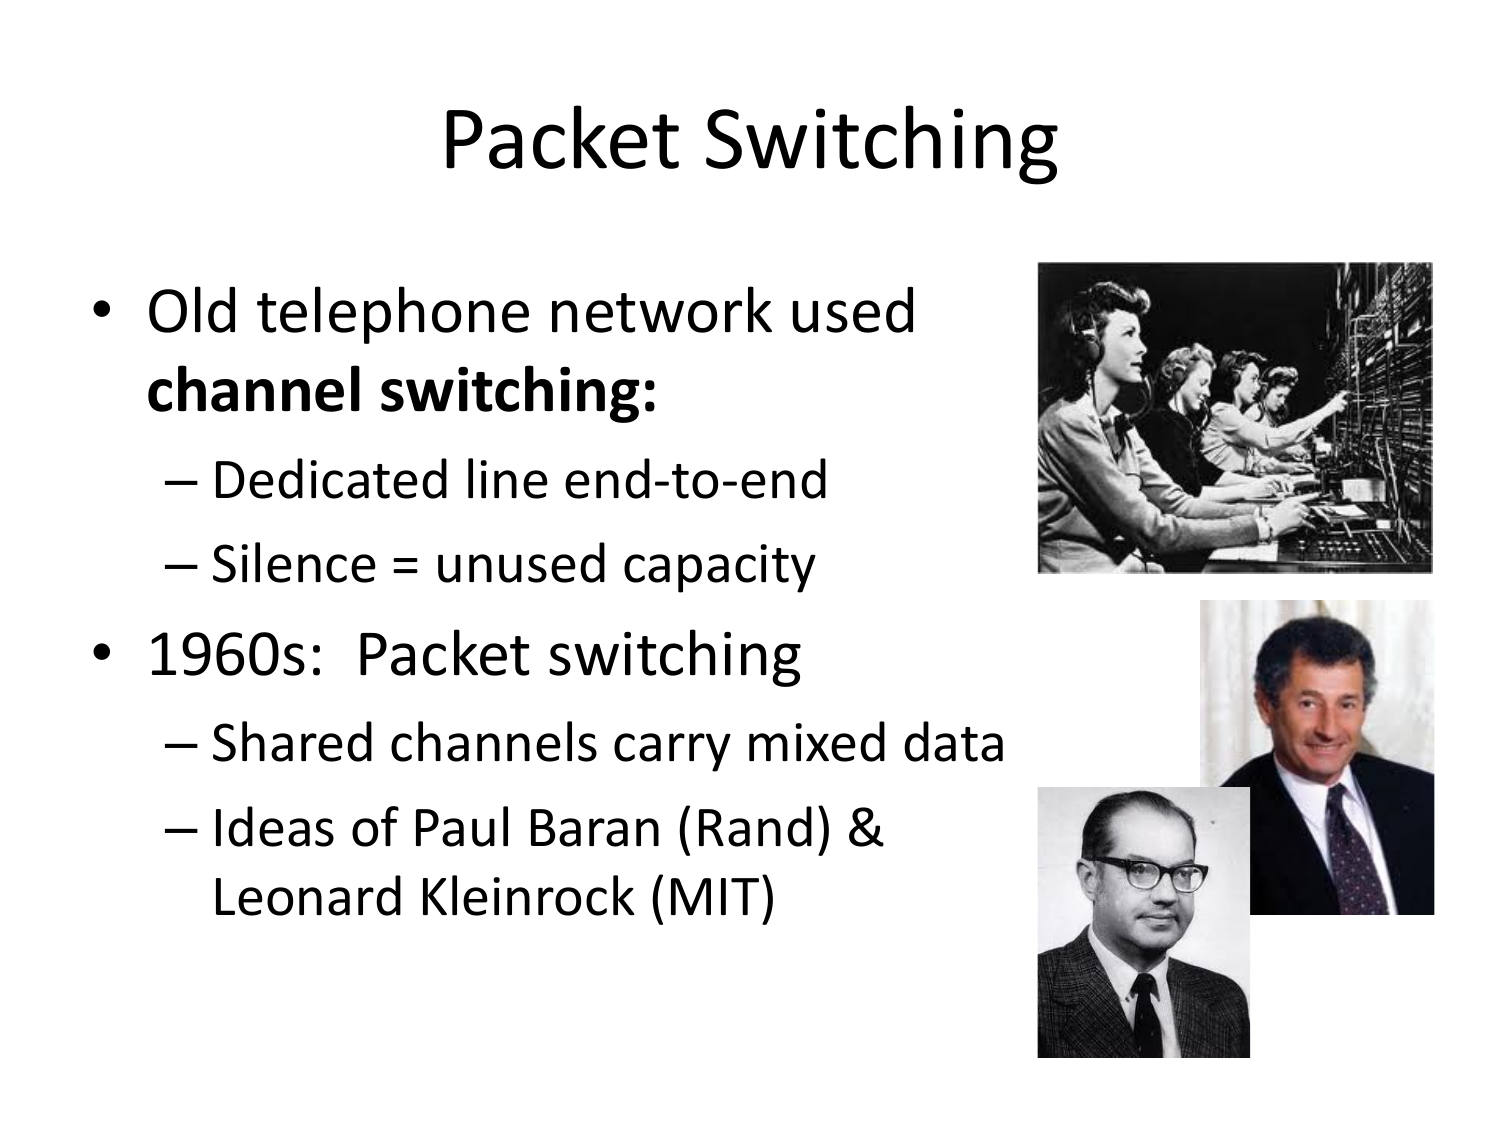 Packet Switching
• Old telephone network used
channel switching:
– Dedicated line end-to-end
– Silence = unused capacity
• 1960s:  Packet switching
– Shared channels carry mixed data
– Ideas of Paul Baran (Rand) &
Leonard Kleinrock (MIT)